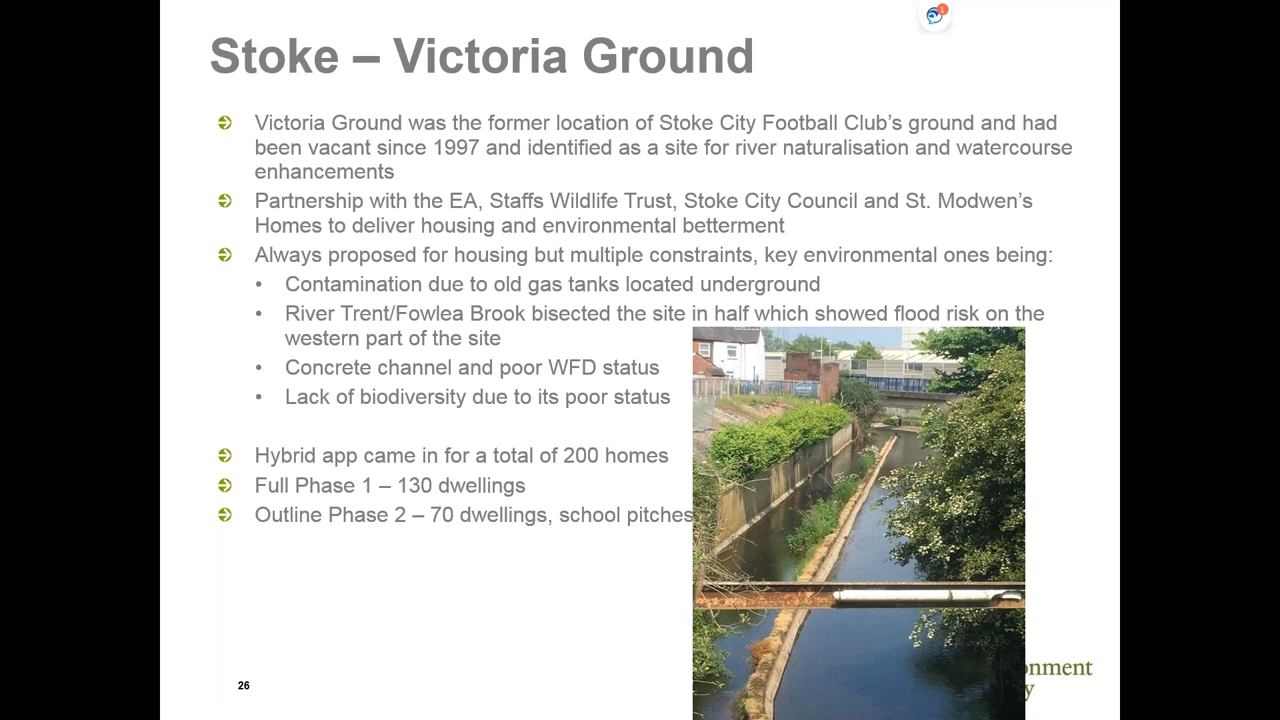 1
Stoke – Victoria Ground
Victoria Ground was the former location of Stoke City Football Club’s ground and had
been vacant since 1997 and identified as a site for river naturalisation and watercourse
enhancements
Partnership with the EA, Staffs Wildlife Trust, Stoke City Council and St. Modwen’s
Homes to deliver housing and environmental betterment
Always proposed for housing but multiple constraints, key environmental ones being:
• Contamination due to old gas tanks located underground
• River Trent/Fowlea Brook bisected the site in half which showed flood risk on the
western part of the site
• Concrete channel and poor WFD status
• Lack of biodiversity due to its poor status
Hybrid app came in for a total of 200 homes
Full Phase 1 – 130 dwellings
Outline Phase 2 – 70 dwellings, school pitches
26
onment
y